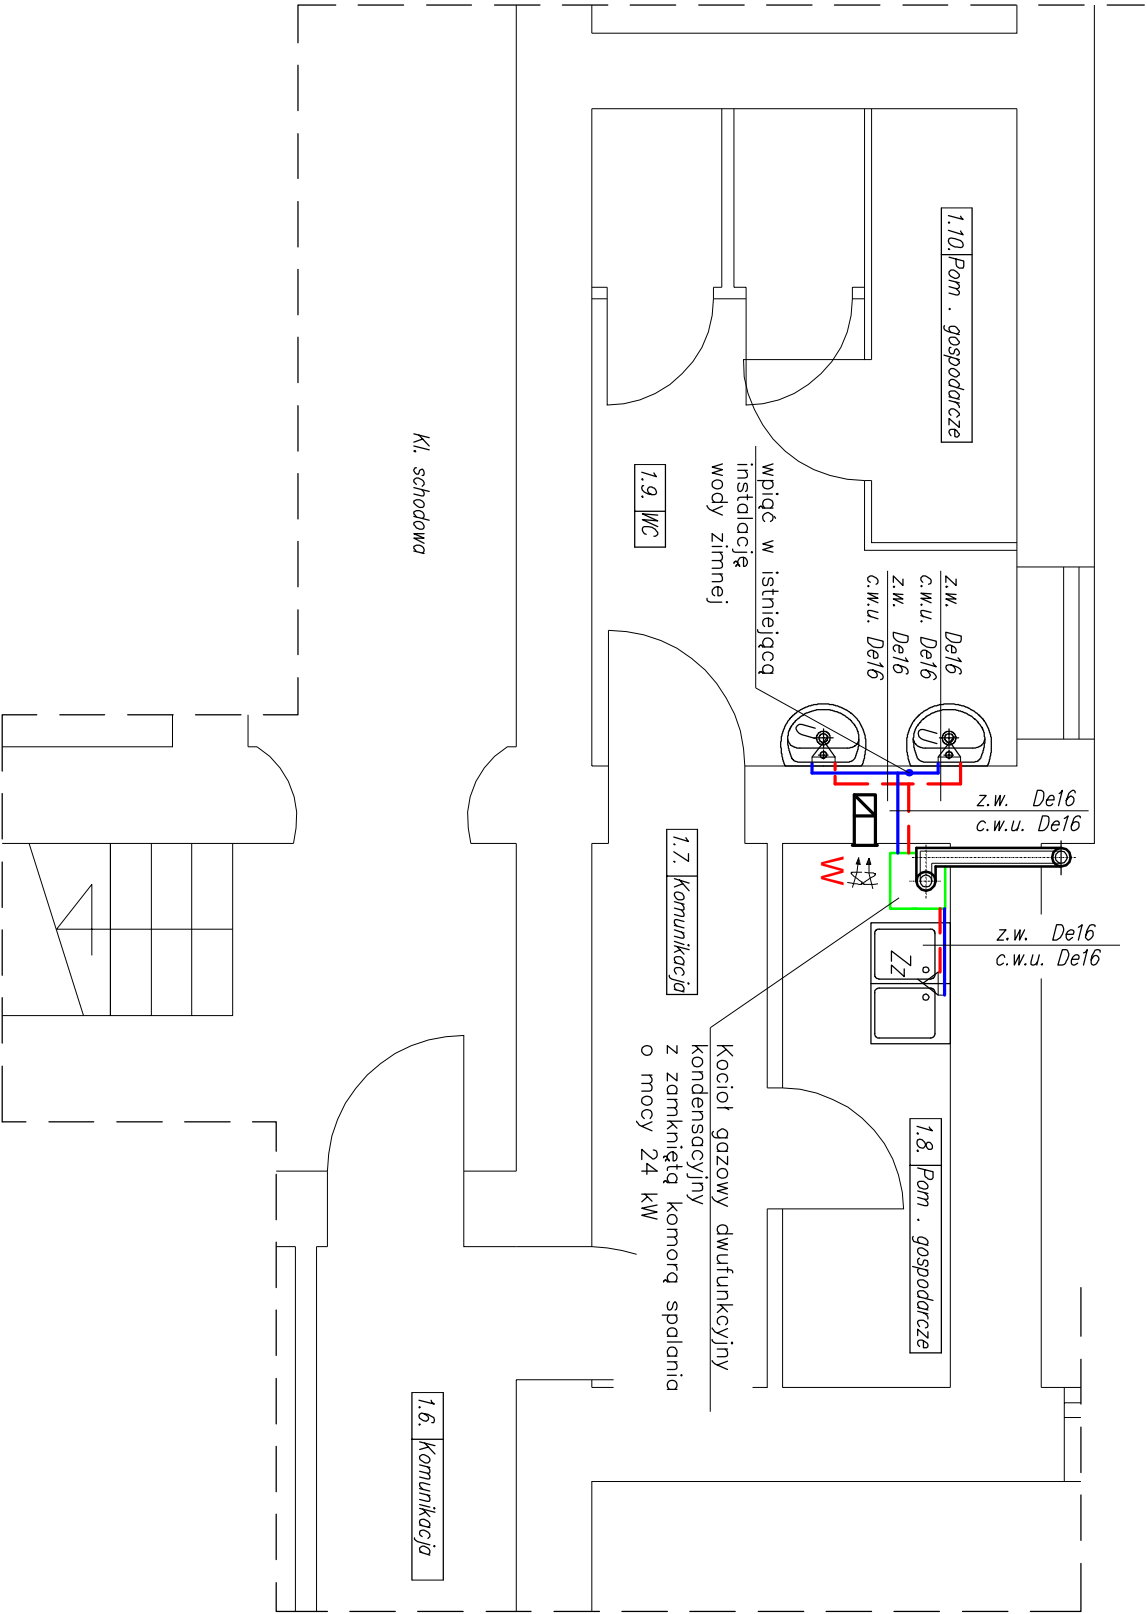 1.10. Pom . gospodarcze
Kl. schodowa
1.9. WC
wpiąć w istniejącą
instalację
wody zimnej
z.w. De16
c.w.u. De16
z.w. De16
c.w.u. De16
z.w. De16
c.w.u. De16
W
1.7. Komunikacja
z.w. De16
c.w.u. De16
Zz
Kocioł gazowy dwufunkcyjny
kondensacyjny
z zamkniętą komorą spalania
o mocy 24 kW
1.8. Pom . gospodarcze
1.6. Komunikacja